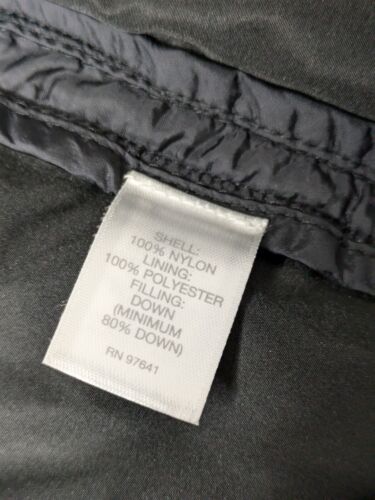 SHELL:
100% NYLON
LINING:
100% POLYESTER
FILLING:
DOWN
(MINIMUM
80% DOWN)
RN 97641